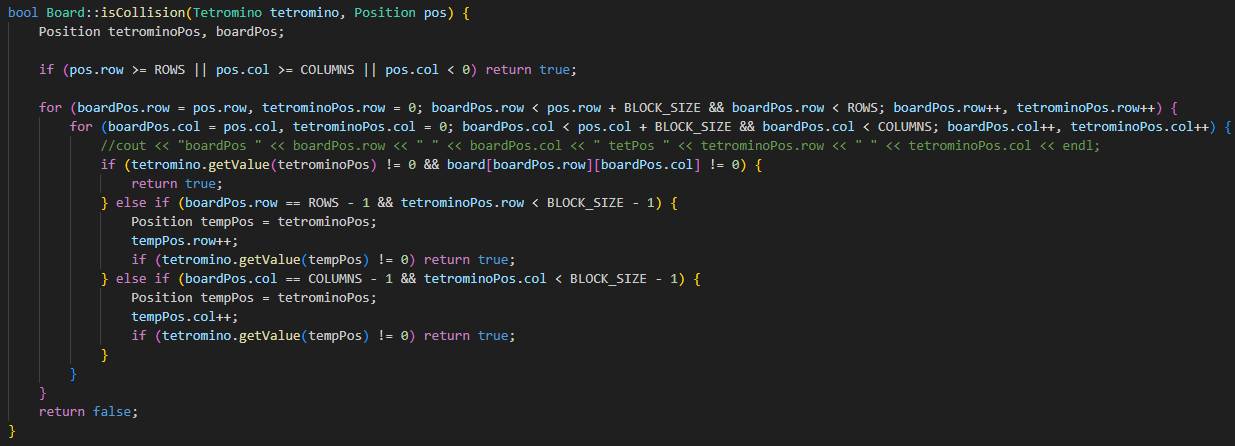 bool Board::isCollision(Tetromino tetromino, Position pos) {
    Position tetrominoPos, boardPos;

    if (pos.row >= ROWS || pos.col >= COLUMNS || pos.col < 0) return true;

    for (boardPos.row = pos.row, tetrominoPos.row = 0; boardPos.row < pos.row + BLOCK_SIZE && boardPos.row < ROWS; boardPos.row++, tetrominoPos.row++) {
        for (boardPos.col = pos.col, tetrominoPos.col = 0; boardPos.col < pos.col + BLOCK_SIZE && boardPos.col < COLUMNS; boardPos.col++, tetrominoPos.col++) {
            //cout << "boardPos " << boardPos.row << " " << boardPos.col << " tetPos " << tetrominoPos.row << " " << tetrominoPos.col << endl;
            if (tetromino.getValue(tetrominoPos) != 0 && board[boardPos.row][boardPos.col] != 0) {
                return true;
            } else if (boardPos.row == ROWS - 1 && tetrominoPos.row < BLOCK_SIZE - 1) {
                Position tempPos = tetrominoPos;
                tempPos.row++;
                if (tetromino.getValue(tempPos) != 0) return true;
            } else if (boardPos.col == COLUMNS - 1 && tetrominoPos.col < BLOCK_SIZE - 1) {
                Position tempPos = tetrominoPos;
                tempPos.col++;
                if (tetromino.getValue(tempPos) != 0) return true;
            }
        }
    }
    return false;
}